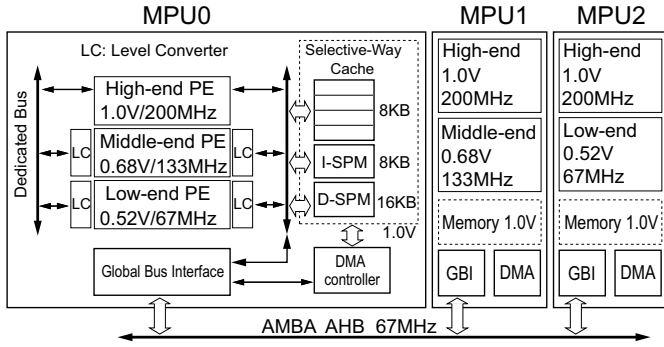 MPU0
MPU1
MPU2
LC: Level Converter
Dedicated Bus
High-end PE
1.0V/200MHz
LC
Middle-end PE
0.68V/133MHz
LC
LC
Low-end PE
0.52V/67MHz
LC
Selective-Way
Cache
8KB
I-SPM
8KB
D-SPM
16KB
1.0V
Global Bus Interface
DMA
controller
High-end
1.0V
200MHz
Middle-end
0.68V
133MHz
Memory 1.0V
GBI
DMA
High-end
1.0V
200MHz
Low-end
0.52V
67MHz
Memory 1.0V
GBI
DMA
AMBA AHB 67MHz